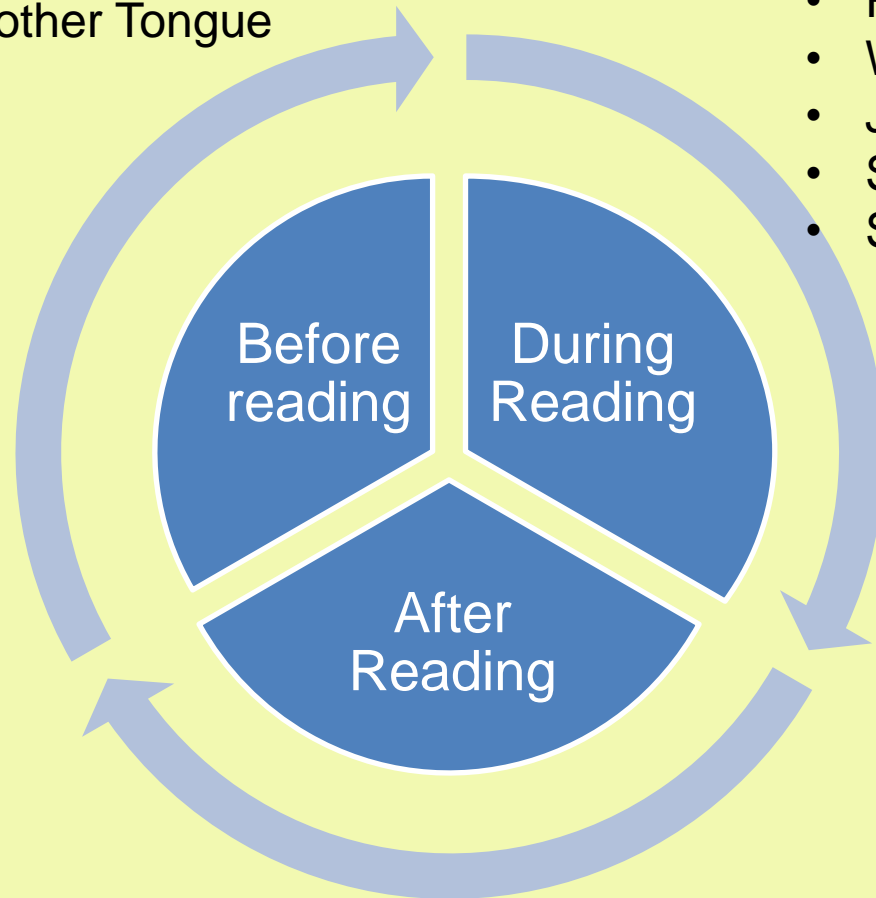 other Tongue
Before
reading
During
Reading
After
Reading